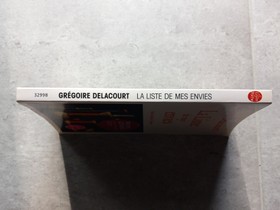 32998 GRÉGOIRE DELACOURT LA LISTE DE MES ENVIES